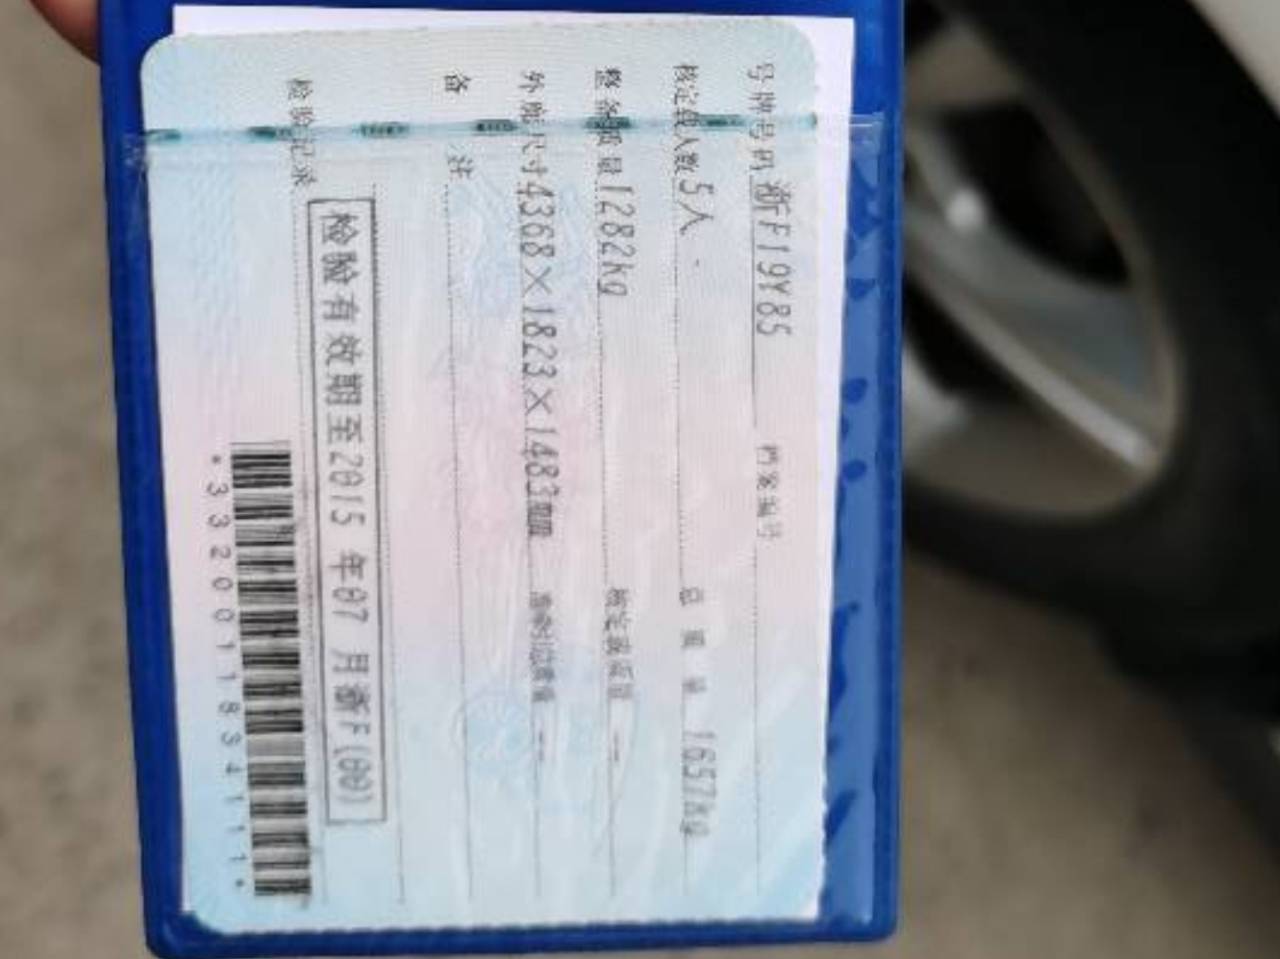 号牌号码 浙FF19Y85 档案编号
核定载人数 5人 总质量 1657kg
整备质量 1282kg 核定载质量 --
外廓尺寸 4368×1823×1483mm 准牵引总质量 --
备 注
检验记录
检验有效期至2015年07月浙F(00)
*3320011834111*